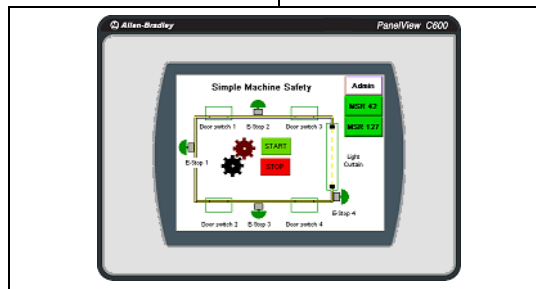 Allen-Bradley
PanelView C600
Simple Machine Safety
Admin
MSR 42
MSR 127
Door switch 1
E-Stop 2
Door switch 3
START
STOP
E-Stop 1
Light
Curtain
E-Stop 4
Door switch 2
E-Stop 3
Door switch 4